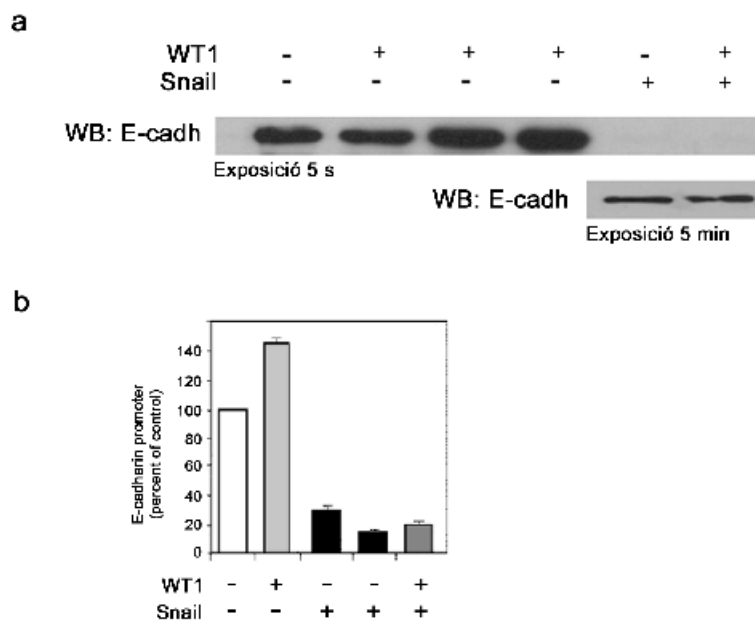 a
WT1 - + + + - +
Snail - - - - + +
WB: E-cadh
Exposició 5 s
WB: E-cadh
Exposició 5 min
b
E-cadherin promoter
(percent of control)
140
120
100
80
60
40
20
0
WT1 - + - - +
Snail - - + + +